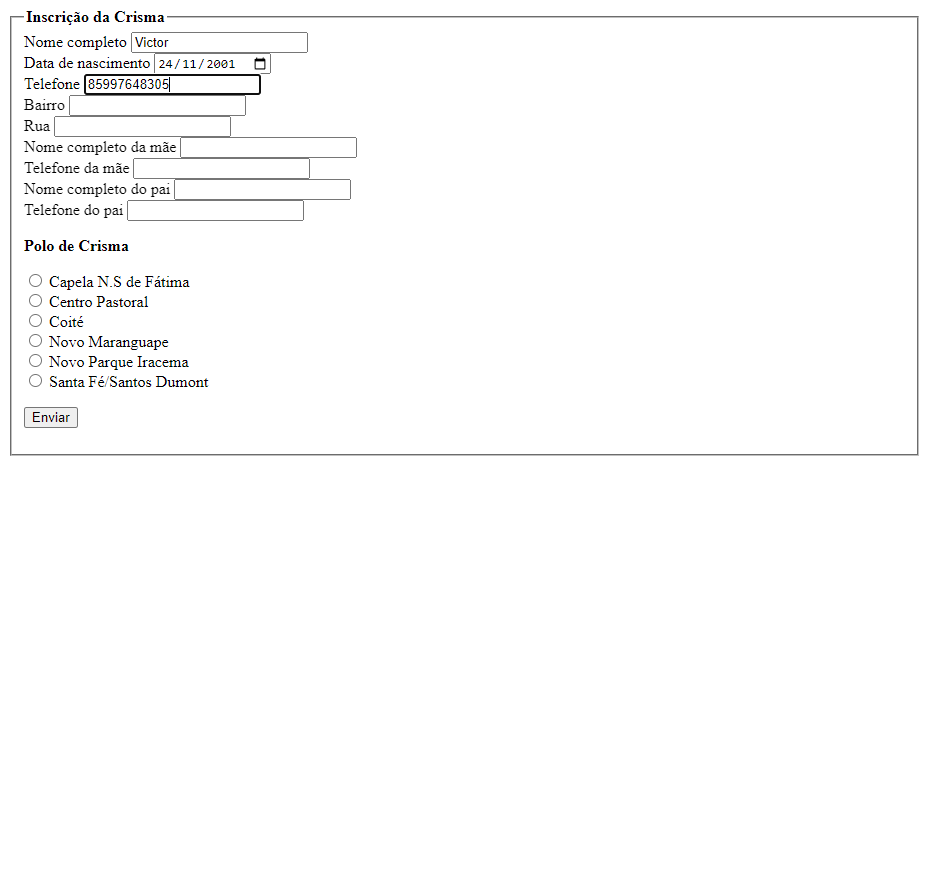 Inscrição da Crisma
Nome completo Victor
Data de nascimento 24/11/2001
Telefone 85997648305
Bairro
Rua
Nome completo da mãe
Telefone da mãe
Nome completo do pai
Telefone do pai
Polo de Crisma
Capela N.S de Fátima
Centro Pastoral
Coité
Novo Maranguape
Novo Parque Iracema
Santa Fé/Santos Dumont
Enviar